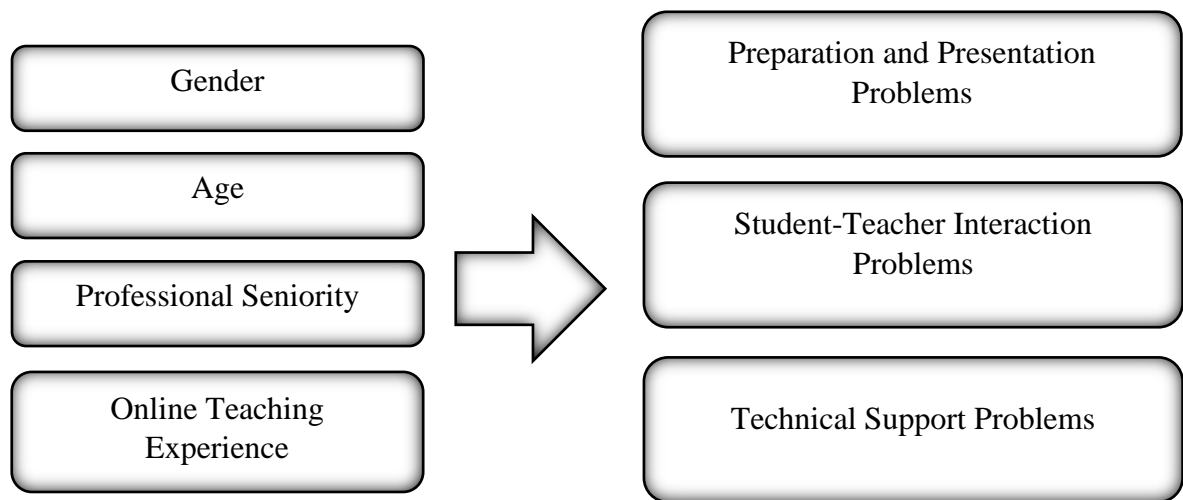 Gender
Age
Professional Seniority
Online Teaching
Experience
Preparation and Presentation
Problems
Student-Teacher Interaction
Problems
Technical Support Problems